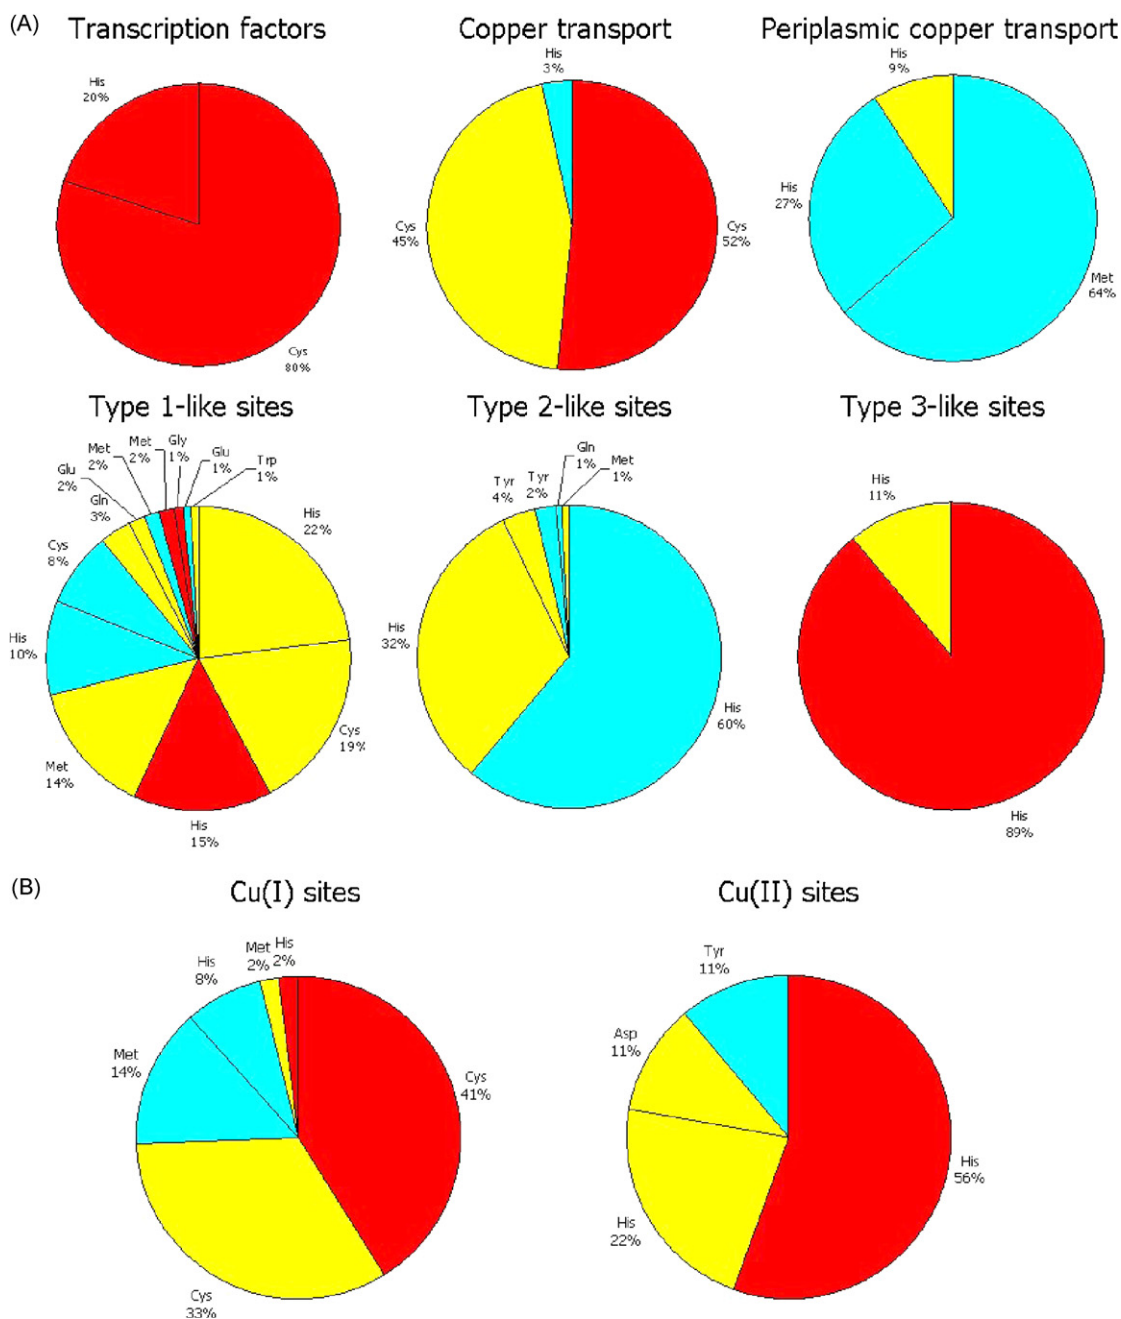 (A)
Transcription factors
His
20%
Cys
80%
Copper transport
His
3%
Cys
45%
Cys
52%
Periplasmic copper transport
His
9%
His
27%
Met
64%
Type 1-like sites
Cys
8%
Gln
3%
Glu
2%
Met
2%
Met
2%
Gly
1%
Glu
1%
Trp
1%
His
22%
His
10%
Cys
19%
Met
14%
His
15%
Type 2-like sites
Tyr
4%
Tyr
2%
Gln
1%
Met
1%
His
32%
His
60%
Type 3-like sites
His
11%
His
89%
(B)
Cu(I) sites
Met
14%
His
8%
Met
2%
His
2%
Cys
41%
Cys
33%
Cu(II) sites
Tyr
11%
Asp
11%
His
22%
His
56%